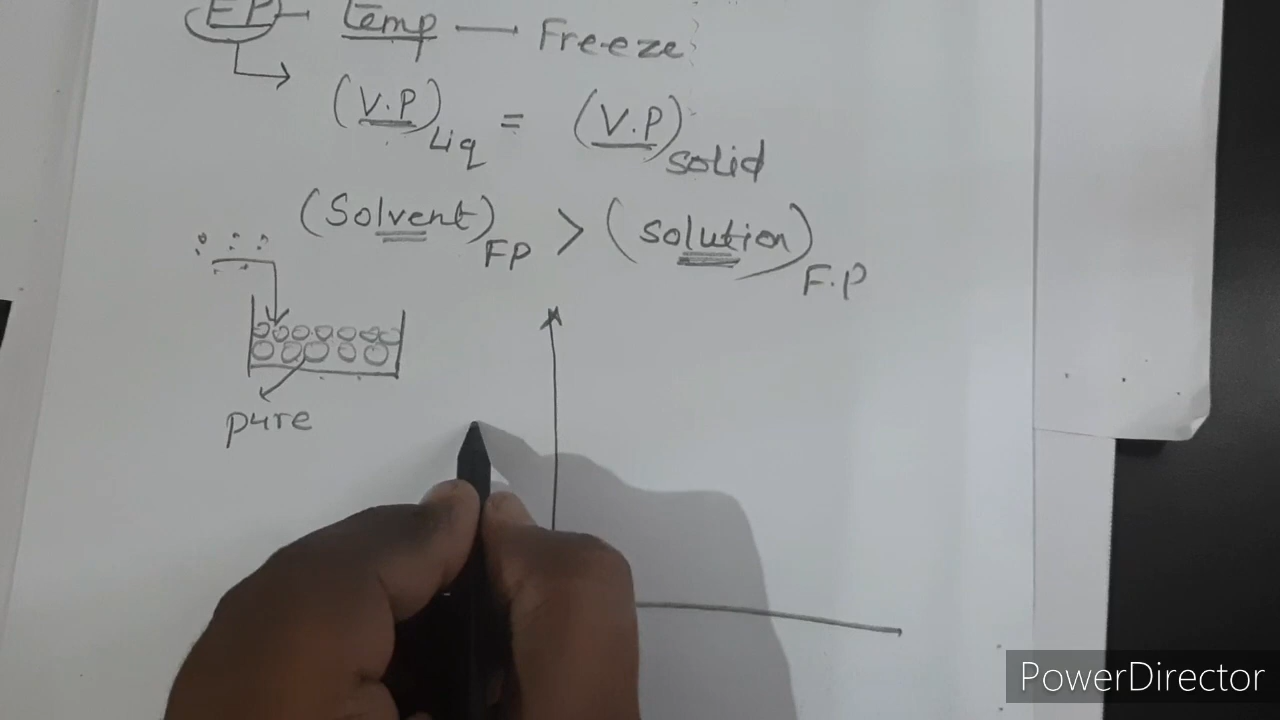 FP — temp — Freeze
(V.P) Liq = (V.P) solid
(Solvent) FP > (solution) F.P
pure
PowerDirector